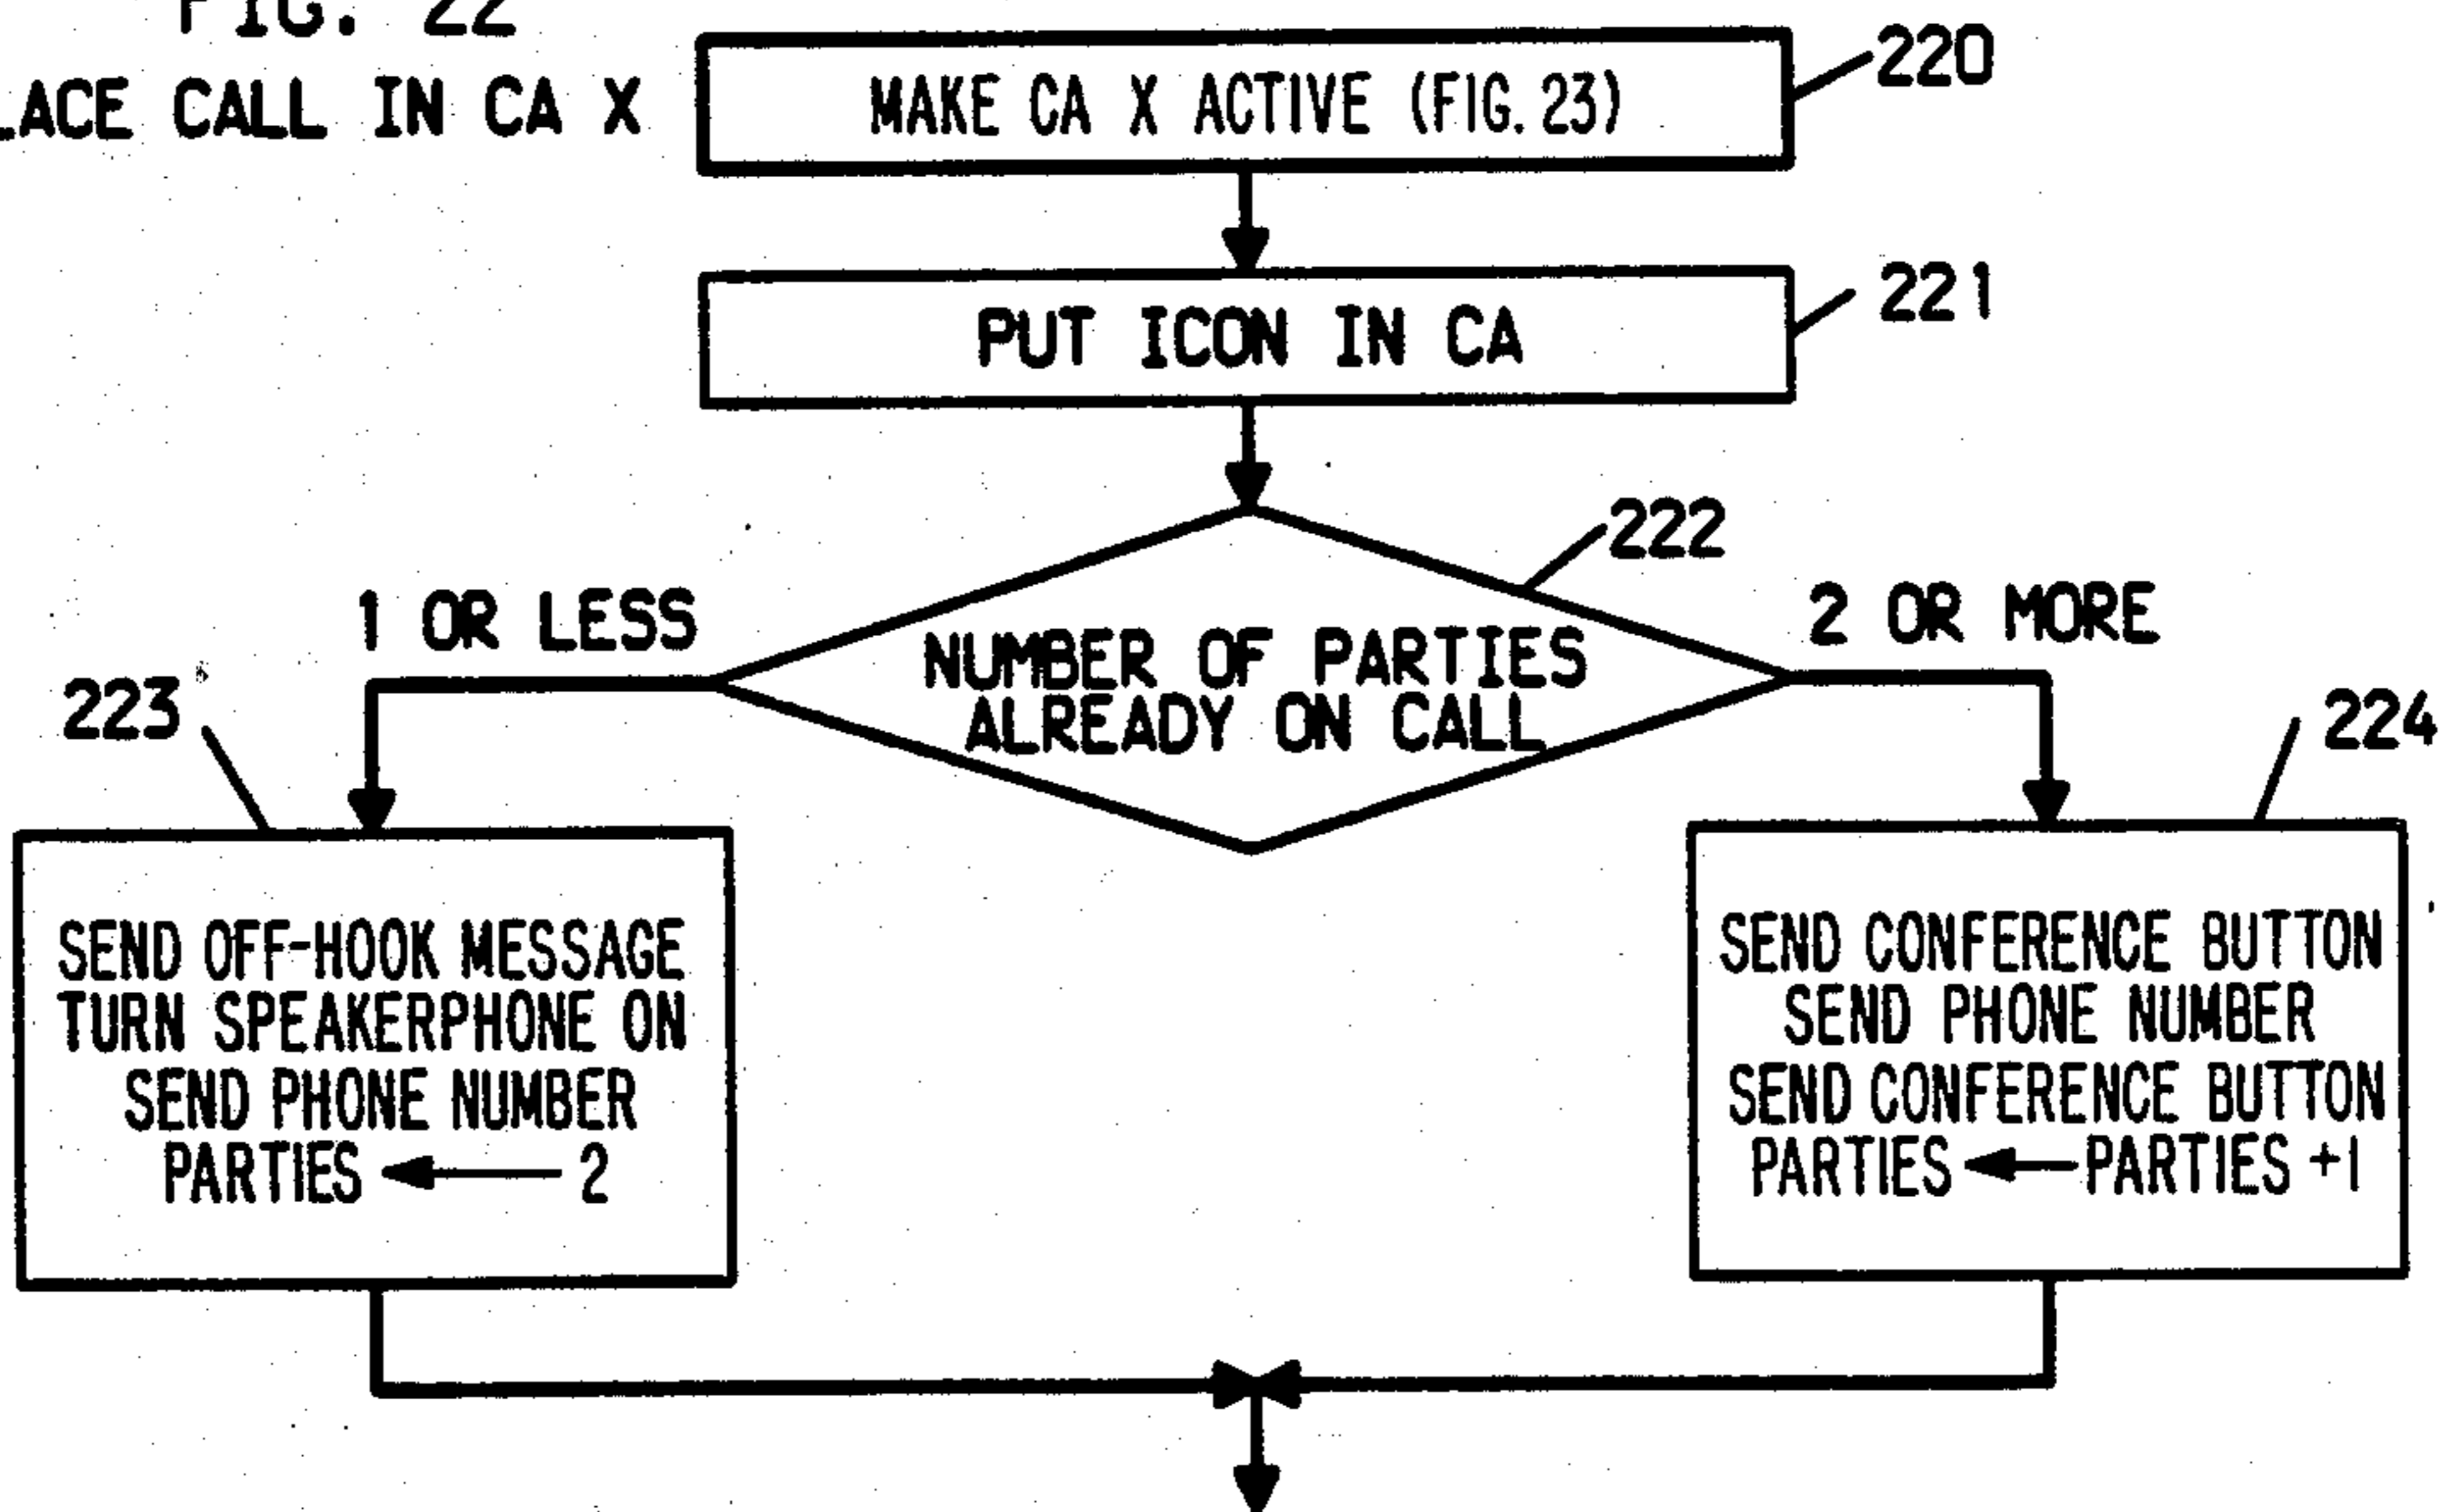 FIG. 22
LACE CALL IN CA X
MAKE CA X ACTIVE (FIG. 23)
220
PUT ICON IN CA
221
222
1 OR LESS
2 OR MORE
NUMBER OF PARTIES
ALREADY ON CALL
223
224
SEND OFF-HOOK MESSAGE
TURN SPEAKERPHONE ON
SEND PHONE NUMBER
PARTIES ← 2
SEND CONFERENCE BUTTON
SEND PHONE NUMBER
SEND CONFERENCE BUTTON
PARTIES ← PARTIES +1